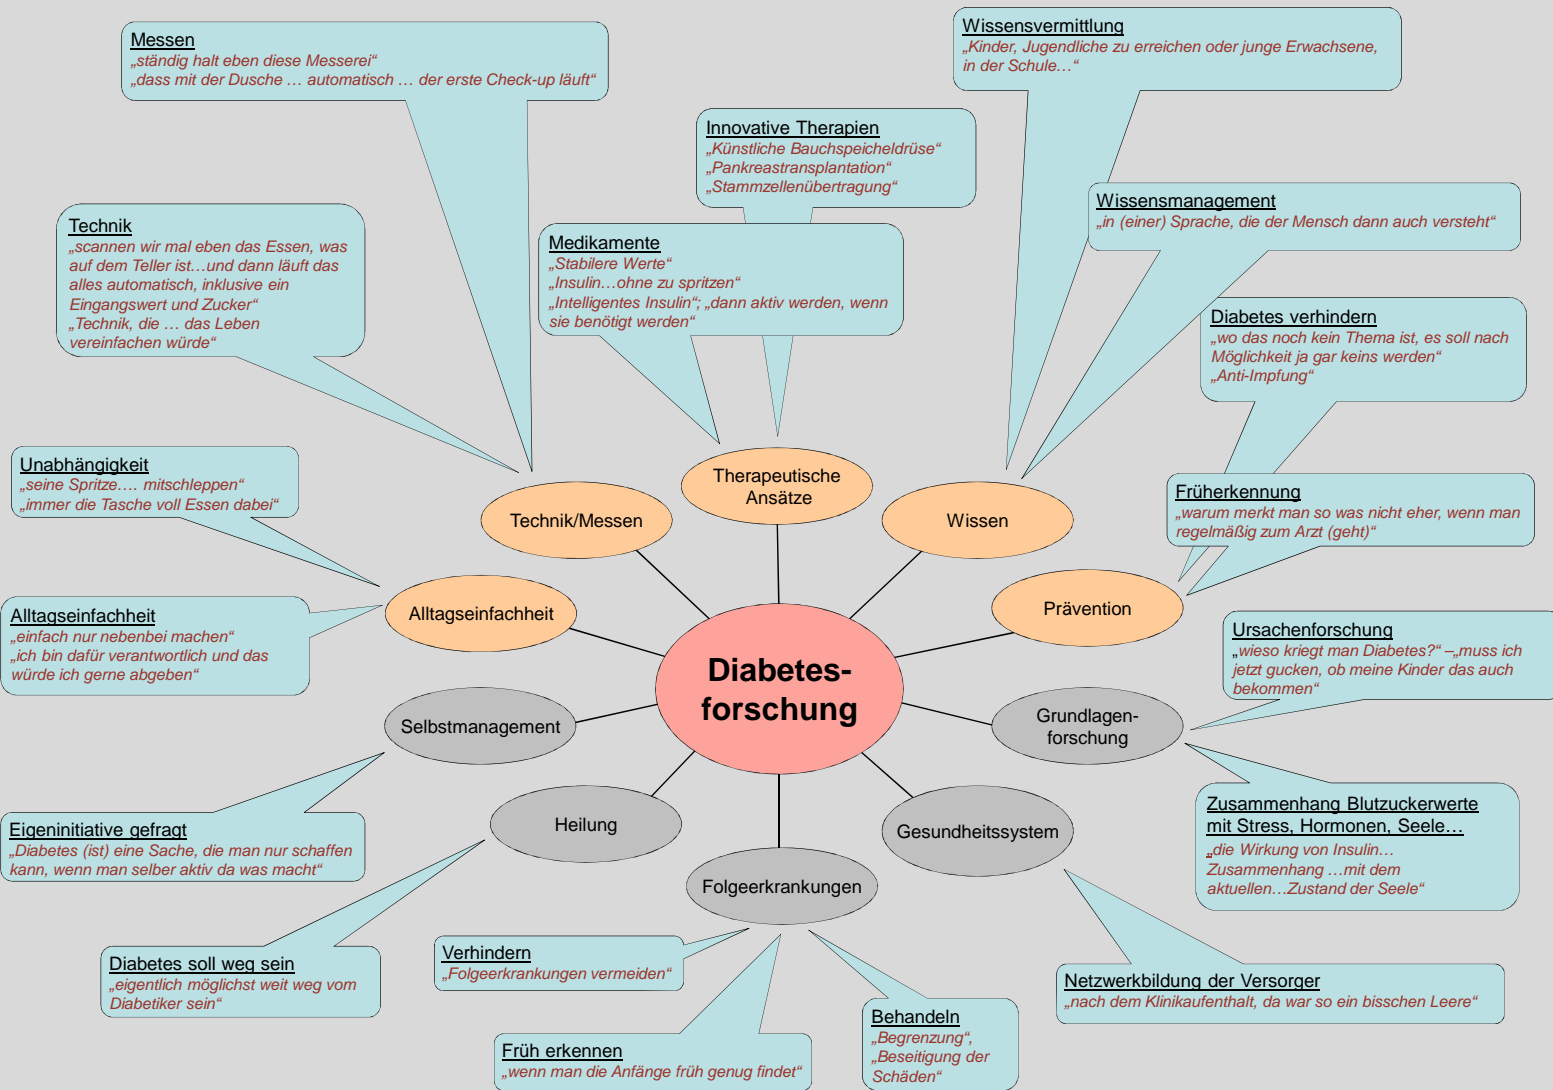 Messen
„ständig halt eben diese Messerei“
„dass mit der Dusche … automatisch … der erste Check-up läuft“
Wissensvermittlung
„Kinder, Jugendliche zu erreichen oder junge Erwachsene,
in der Schule…“
Innovative Therapien
„Künstliche Bauchspeicheldrüse“
„Pankreastransplantation“
„Stammzellenübertragung“
Wissensmanagement
„in (einer) Sprache, die der Mensch dann auch versteht“
Technik
„scannen wir mal eben das Essen, was
auf dem Teller ist…und dann läuft das
alles automatisch, inklusive ein
Eingangswert und Zucker“
„Technik, die … das Leben
vereinfachen würde“
Medikamente
„Stabilere Werte“
„Insulin…ohne zu spritzen“
„Intelligentes Insulin“; „dann aktiv werden, wenn
sie benötigt werden“
Diabetes verhindern
„wo das noch kein Thema ist, es soll nach
Möglichkeit ja gar keins werden“
„Anti-Impfung“
Unabhängigkeit
„seine Spritze…. mitschleppen“
„immer die Tasche voll Essen dabei“
Früherkennung
„warum merkt man so was nicht eher, wenn man
regelmäßig zum Arzt (geht)“
Technik/Messen
Therapeutische
Ansätze
Wissen
Alltagseinfachheit
Prävention
Alltagseinfachheit
„einfach nur nebenbei machen“
„ich bin dafür verantwortlich und das
würde ich gerne abgeben“
Ursachenforschung
„wieso kriegt man Diabetes?“ –„muss ich
jetzt gucken, ob meine Kinder das auch
bekommen“
Diabetes-
forschung
Selbstmanagement
Grundlagen-
forschung
Heilung
Gesundheitssystem
Folgeerkrankungen
Eigeninitiative gefragt
„Diabetes (ist) eine Sache, die man nur schaffen
kann, wenn man selber aktiv da was macht“
Zusammenhang Blutzuckerwerte
mit Stress, Hormonen, Seele…
„die Wirkung von Insulin…
Zusammenhang …mit dem
aktuellen…Zustand der Seele“
Diabetes soll weg sein
„eigentlich möglichst weit weg vom
Diabetiker sein“
Verhindern
„Folgeerkrankungen vermeiden“
Netzwerkbildung der Versorger
„nach dem Klinikaufenthalt, da war so ein bisschen Leere“
Früh erkennen
„wenn man die Anfänge früh genug findet“
Behandeln
„Begrenzung“,
„Beseitigung der
Schäden“